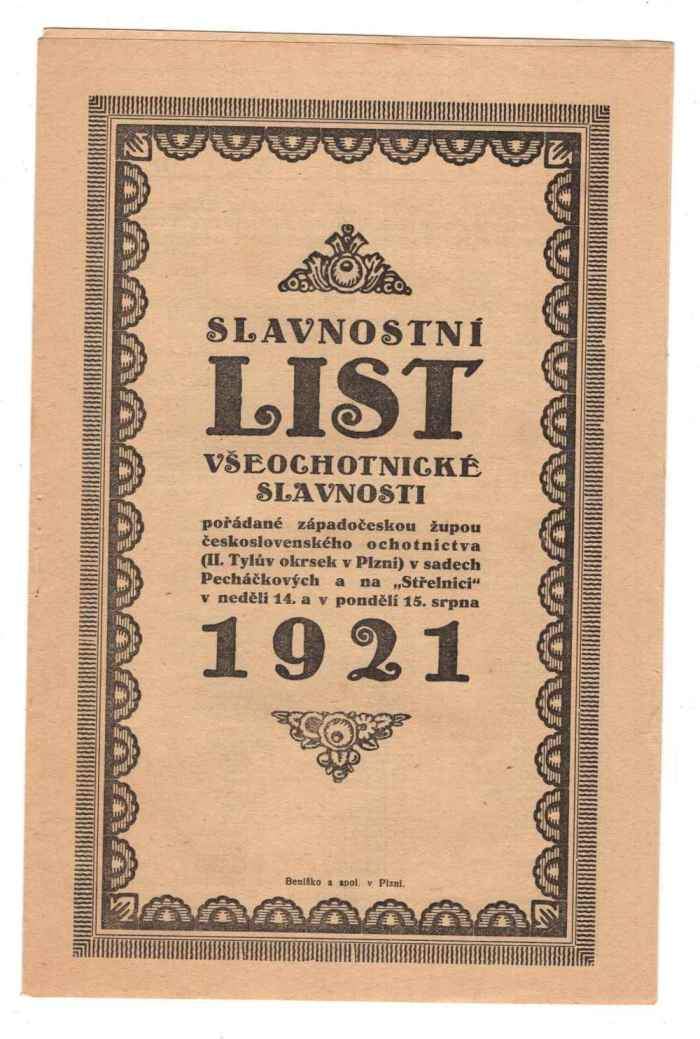 SLAVNOSTNÍ
LIST
VŠEOCHOTNICKÉ
SLAVNOSTI
pořádané západočeskou župou
československého ochotnictva
(II. Tylův okrsek v Plzni) v sadech
Pecháčkových a na „Střelnici“
v neděli 14. a v pondělí 15. srpna
1921
Beniško a spol. v Plzni.